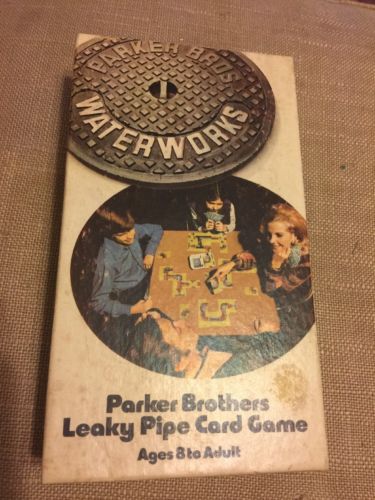 PARKER BROS
WATERWORKS
Parker Brothers
Leaky Pipe Card Game
Ages 8 to Adult